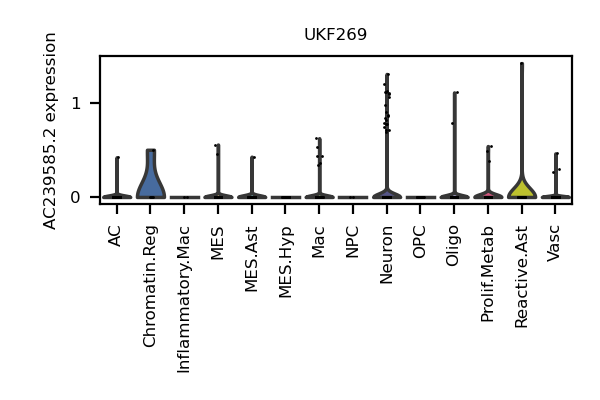 UKF269
AC239585.2 expression
1
0
AC
Chromatin.Reg
Inflammatory.Mac
MES
MES.Ast
MES.Hyp
Mac
NPC
Neuron
OPC
Oligo
Prolif.Metab
Reactive.Ast
Vasc